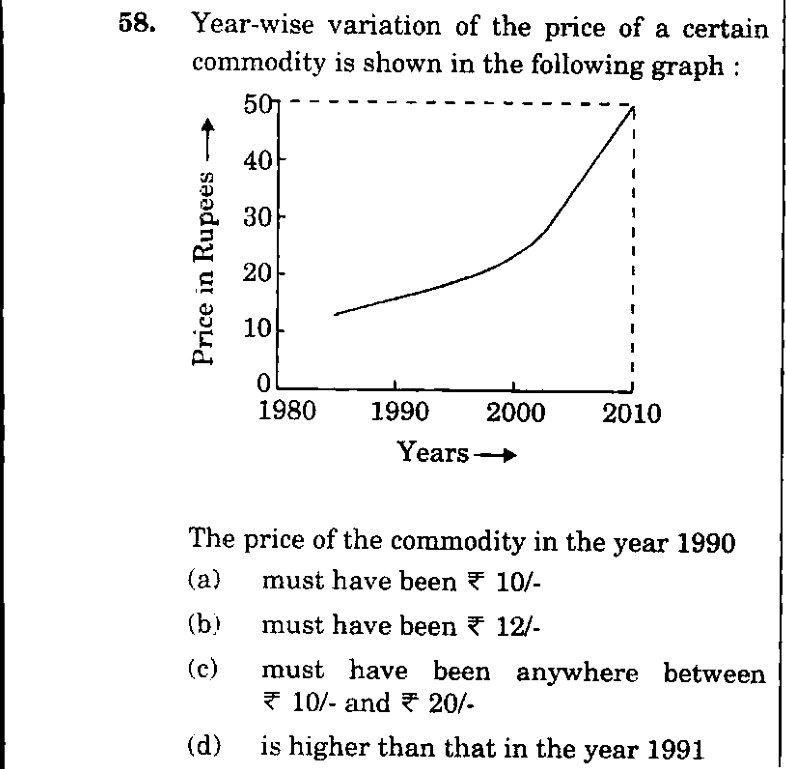 58. Year-wise variation of the price of a certain
commodity is shown in the following graph :
50
40
30
20
10
0
Price in Rupees →
1980 1990 2000 2010
Years →
The price of the commodity in the year 1990
(a) must have been ₹ 10/-
(b) must have been ₹ 12/-
(c) must have been anywhere between
₹ 10/- and ₹ 20/-
(d) is higher than that in the year 1991